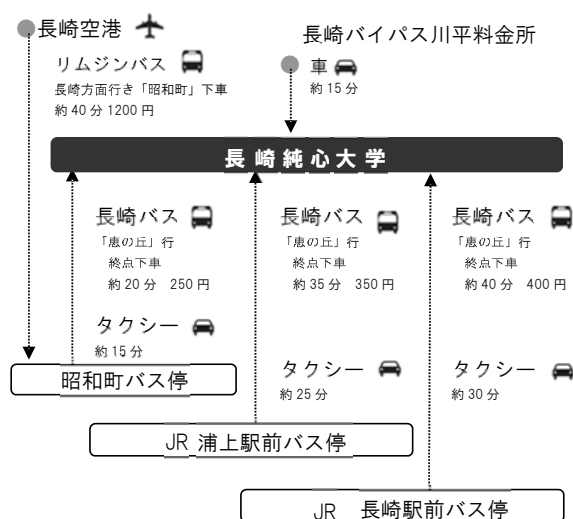 長崎空港
リムジンバス
長崎方面行き「昭和町」下車
約40分 1200円
長崎バイパス川平料金所
車
約15分
長崎純心大学
長崎バス
「恵の丘」行
終点下車
約20分 250円
タクシー
約15分
昭和町バス停
長崎バス
「恵の丘」行
終点下車
約35分 350円
タクシー
約25分
JR 浦上駅前バス停
長崎バス
「恵の丘」行
終点下車
約40分 400円
タクシー
約30分
JR 長崎駅前バス停